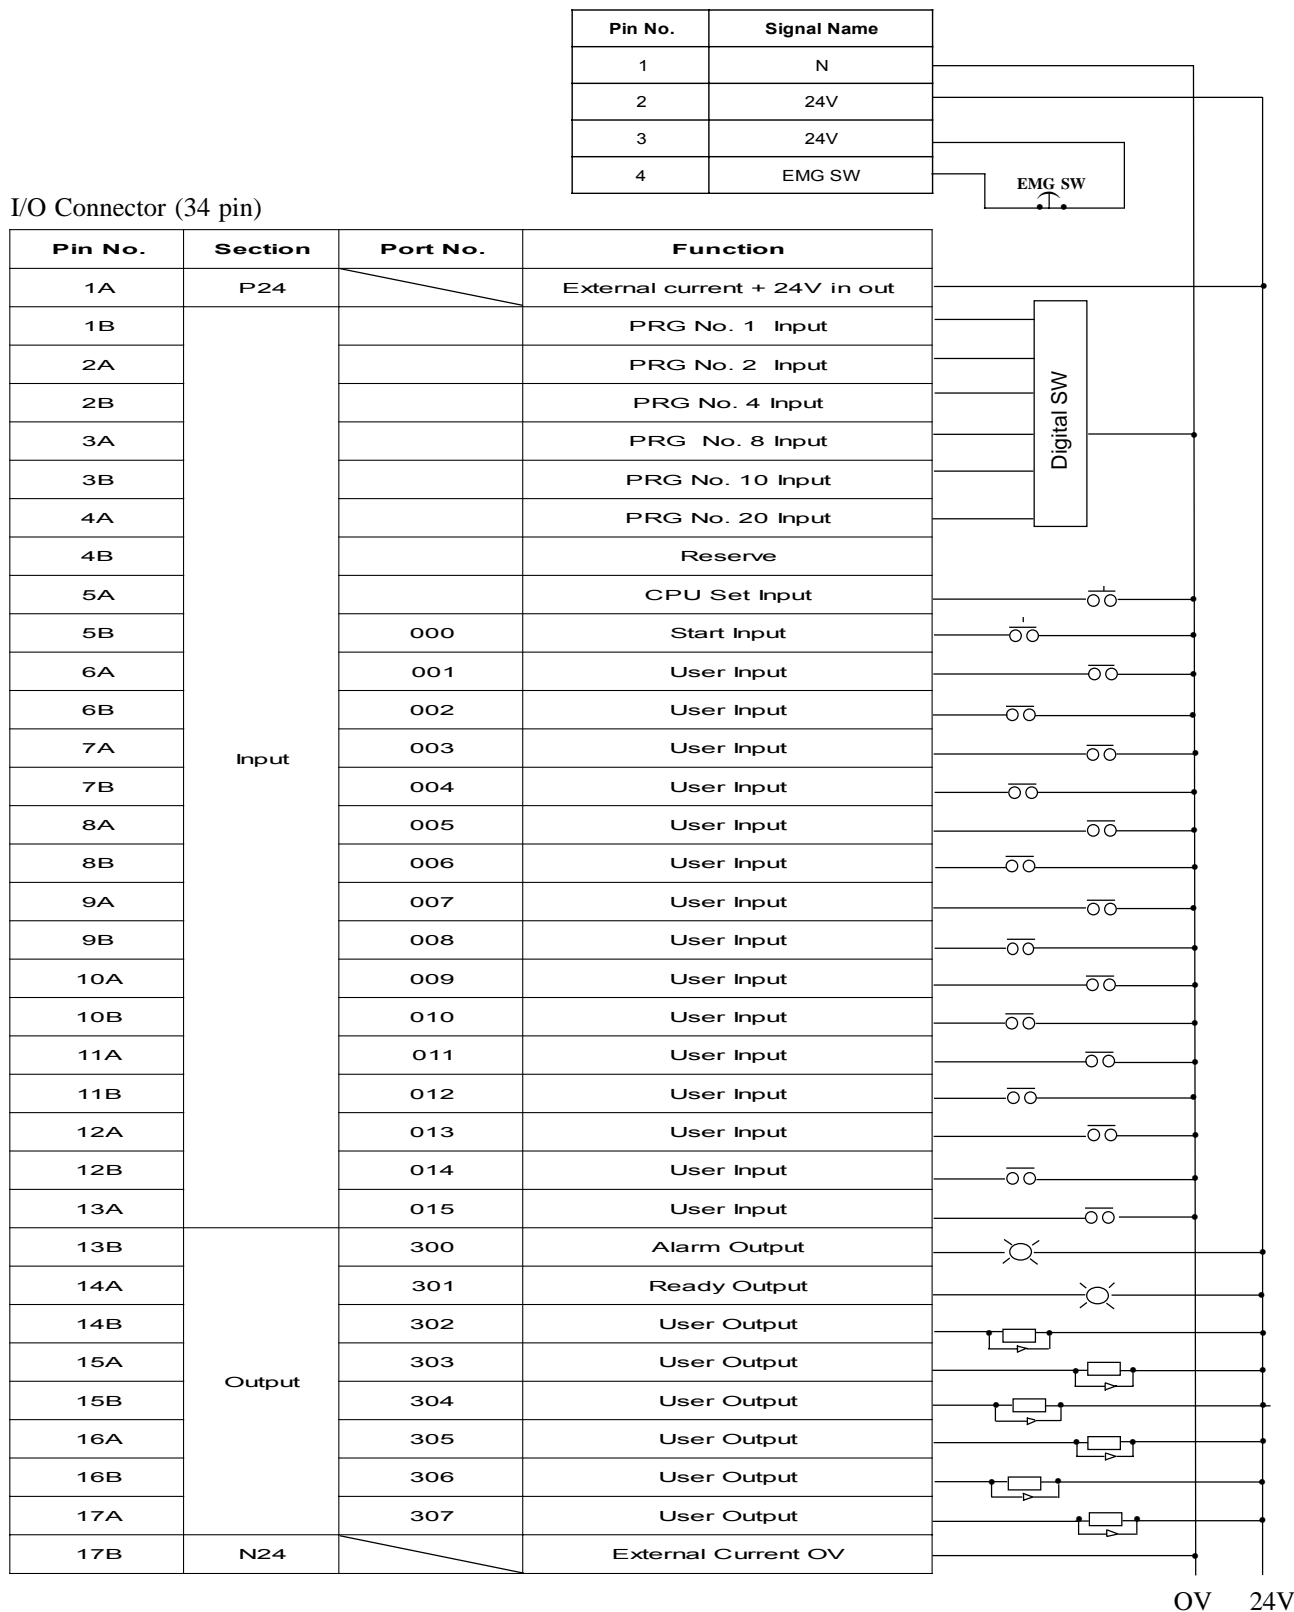 Pin No. Signal Name
1 N
2 24V
3 24V
4 EMG SW
EMG SW
I/O Connector (34 pin)
Pin No. Section Port No. Function
1A P24 External current + 24V in out
1B PRG No. 1 Input
2A PRG No. 2 Input
2B PRG No. 4 Input
3A PRG No. 8 Input
3B PRG No. 10 Input
4A PRG No. 20 Input
Digital SW
4B Reserve
5A CPU Set Input
5B 000 Start Input
6A 001 User Input
6B 002 User Input
7A 003 User Input
Input
7B 004 User Input
8A 005 User Input
8B 006 User Input
9A 007 User Input
9B 008 User Input
10A 009 User Input
10B 010 User Input
11A 011 User Input
11B 012 User Input
12A 013 User Input
12B 014 User Input
13A 015 User Input
13B 300 Alarm Output
14A 301 Ready Output
14B 302 User Output
15A 303 User Output
Output
15B 304 User Output
16A 305 User Output
16B 306 User Output
17A 307 User Output
17B N24 External Current OV
OV 24V